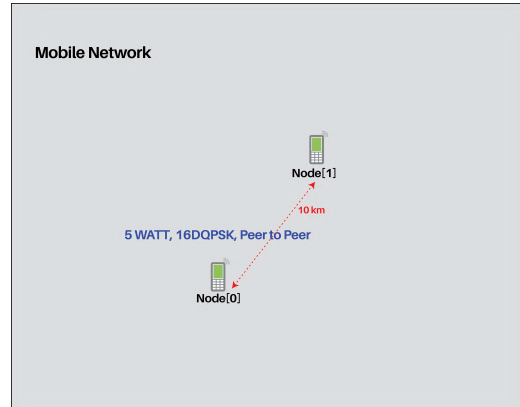 Mobile Network
Node[1]
10 km
5 WATT, 16DQPSK, Peer to Peer
Node[0]